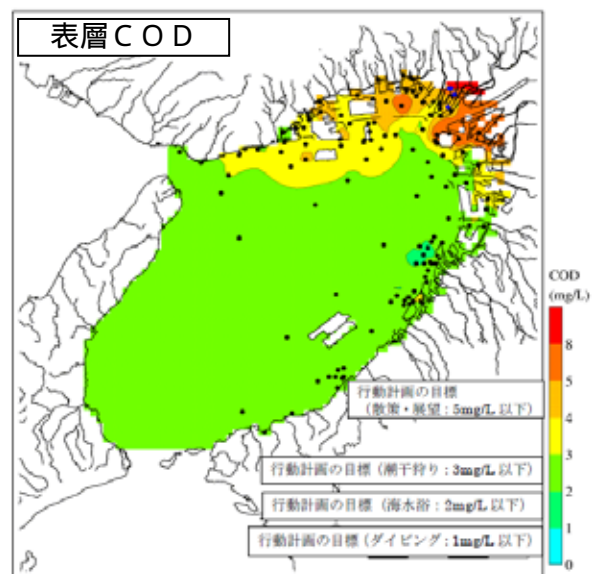 表層ＣＯＤ
COD
(mg/L)
8
5
4
3
2
1
0
行動計画の目標
（散策・展望：5mg/L 以下）
行動計画の目標（潮干狩り：3mg/L 以下）
行動計画の目標（海水浴：2mg/L 以下）
行動計画の目標（ダイビング：1mg/L 以下）